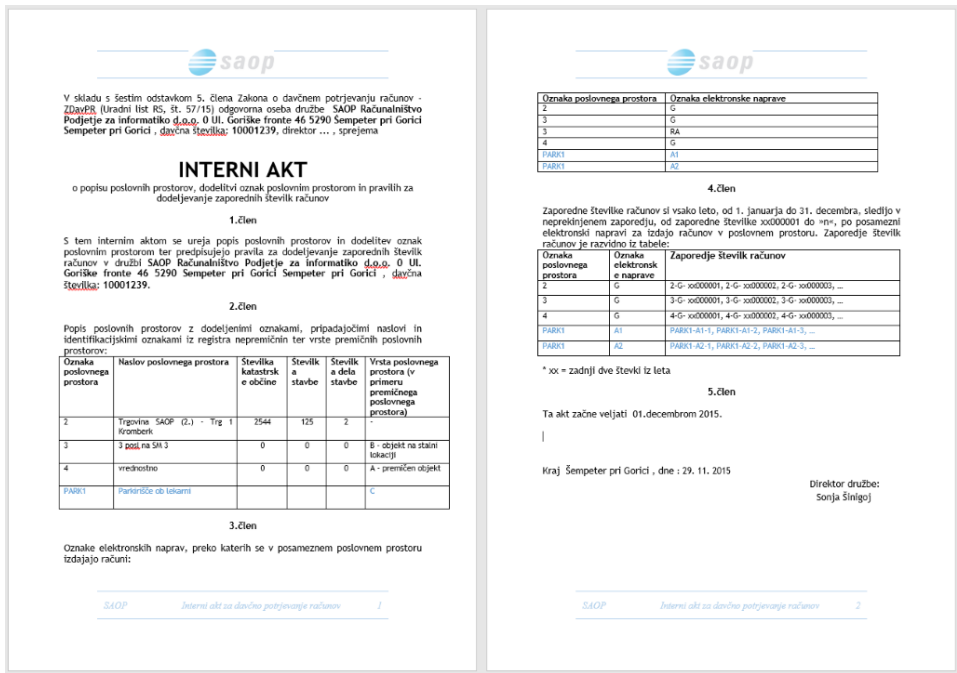 saop
V skladu s šestim odstavkom 5. člena Zakona o davčnem potrjevanju računov -
ZDavPR (Uradni list RS, št. 57/15) odgovorna oseba družbe SAOP Računalništvo
Podjetje za informatiko d.o.o. 0 Ul. Goriške fronte 46 5290 Šempeter pri Gorici
Šempeter pri Gorici , davčna številka: 10001239, direktor ... , sprejema
INTERNI AKT
o popisu poslovnih prostorov, dodelitvi oznak poslovnim prostorom in pravilih za
dodeljevanje zaporednih številk računov
1.člen
S tem internim aktom se ureja popis poslovnih prostorov in dodelitev oznak
poslovnim prostorom ter predpisujejo pravila za dodeljevanje zaporednih številk
računov v družbi SAOP Računalništvo Podjetje za informatiko d.o.o. 0 Ul.
Goriške fronte 46 5290 Šempeter pri Gorici Šempeter pri Gorici , davčna
številka: 10001239.
2.člen
Popis poslovnih prostorov z dodeljenimi oznakami, pripadajočimi naslovi in
identifikacijskimi oznakami iz registra nepremičnin ter vrste premičnih poslovnih
prostorov:
Oznaka poslovnega prostora Naslov poslovnega prostora Številka katastrsk e občine Številk a stavbe Številk a dela stavbe Vrsta poslovnega prostora (v primeru premičnega poslovnega prostora)
2 Trgovina SAOP (2.) - Trg 1 Kromberk 2544 125 2 -
3 3 posl.na SM 3 0 0 0 B - objekt na stalni lokaciji
4 vrednostno 0 0 0 A - premičen objekt
PARK1 Parkirišče ob lekarni C
3.člen
Oznake elektronskih naprav, preko katerih se v posameznem poslovnem prostoru
izdajajo računi:
SAOP Interni akt za davčno potrjevanje računov 1
saop
Oznaka poslovnega prostora Oznaka elektronske naprave
2 G
3 G
3 RA
4 G
PARK1 A1
PARK1 A2
4.člen
Zaporedne številke računov si vsako leto, od 1. januarja do 31. decembra, sledijo v
neprekinjenem zaporedju, od zaporedne številke xx000001 do »n«, po posamezni
elektronski napravi za izdajo računov v poslovnem prostoru. Zaporedje številk
računov je razvidno iz tabele:
Oznaka poslovnega prostora Oznaka elektronsk e naprave Zaporedje številk računov
2 G 2-G- xx000001, 2-G- xx000002, 2-G- xx000003, …
3 G 3-G- xx000001, 3-G- xx000002, 3-G- xx000003, …
4 G 4-G- xx000001, 4-G- xx000002, 4-G- xx000003, …
PARK1 A1 PARK1-A1-1, PARK1-A1-2, PARK1-A1-3, …
PARK1 A2 PARK1-A2-1, PARK1-A2-2, PARK1-A2-3, …
* xx = zadnji dve števki iz leta
5.člen
Ta akt začne veljati 01.decembrom 2015.
Kraj Šempeter pri Gorici , dne : 29. 11. 2015
Direktor družbe:
Sonja Šinigoj
SAOP Interni akt za davčno potrjevanje računov 2